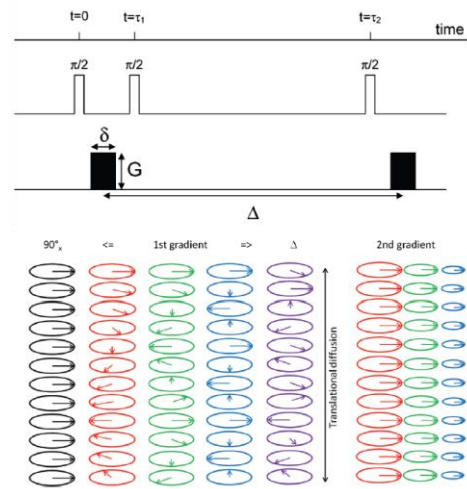 t=0 t=τ₁ t=τ₂
time
π/2 π/2 π/2
δ
G
Δ
90°ₓ <= 1st gradient => Δ 2nd gradient
Translational diffusion